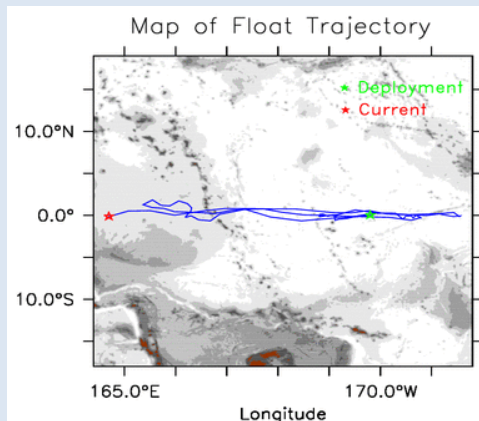 Map of Float Trajectory
Deployment
Current
10.0°N
0.0°
10.0°S
165.0°E
170.0°W
Longitude